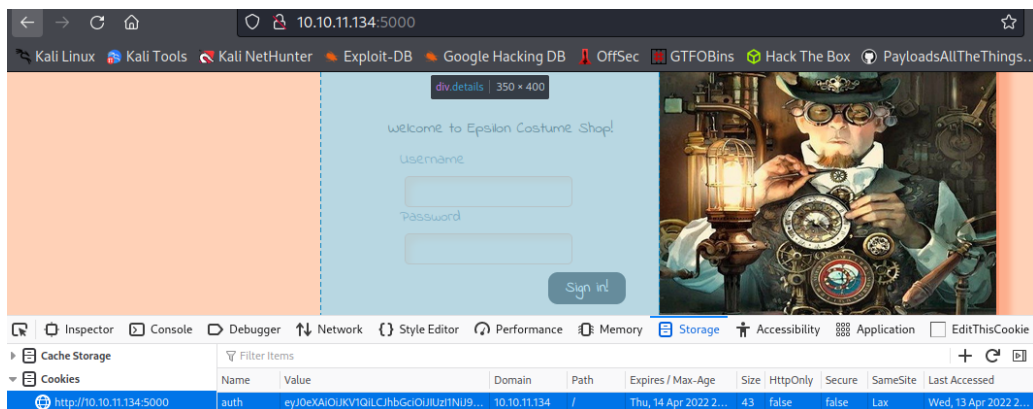 10.10.11.134:5000
Kali Linux Kali Tools Kali NetHunter Exploit-DB Google Hacking DB OffSec GTFOBins Hack The Box PayloadsAllTheThings...
div.details 350 × 400
Welcome to Epsilon Costume Shop!
Username
Password
Sign in!
Inspector Console Debugger Network Style Editor Performance Memory Storage Accessibility Application EditThisCookie
Cache Storage Filter Items
Cookies Name Value Domain Path Expires / Max-Age Size HttpOnly Secure SameSite Last Accessed
http://10.10.11.134:5000 auth eyJ0eXAiOiJKV1QiLCJhbGciOiJIUzI1NiJ9... 10.10.11.134 / Thu, 14 Apr 2022 2... 43 false false Lax Wed, 13 Apr 2022 2...